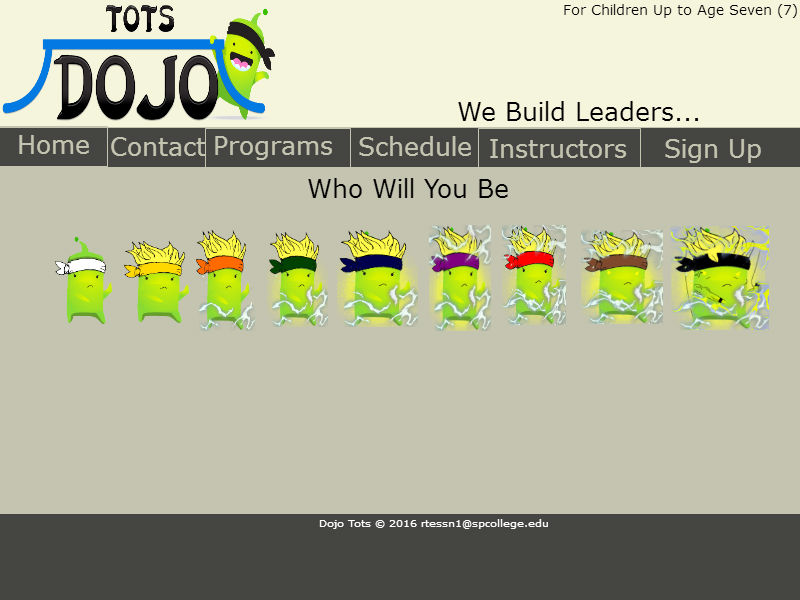 TOTS
DOJO
For Children Up to Age Seven (7)
We Build Leaders...
Home
Contact
Programs
Schedule
Instructors
Sign Up
Who Will You Be
Dojo Tots © 2016 rtessn1@spcollege.edu